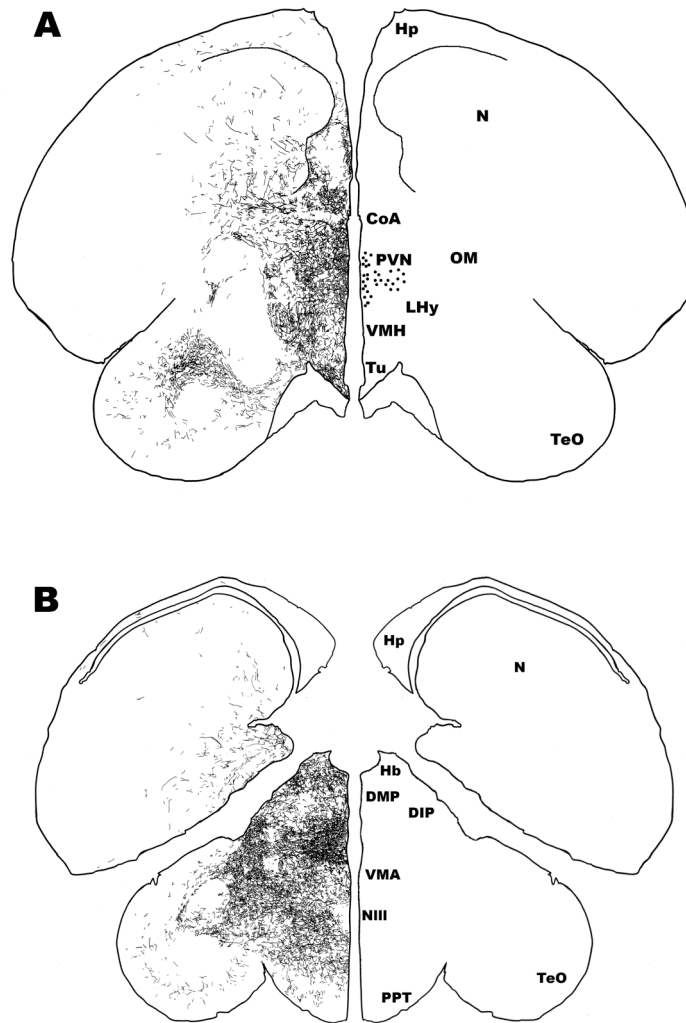 A
Hp
N
CoA
PVN
OM
LHy
VMH
Tu
TeO
B
Hp
N
Hb
DMP
DIP
VMA
NIII
TeO
PPT